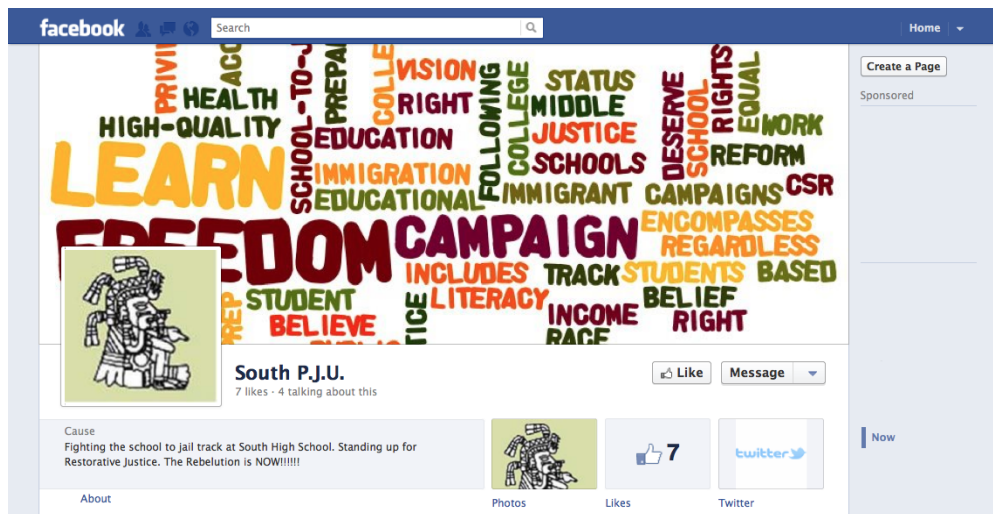 facebook
Search
Home
Create a Page
Sponsored
HEALTH
HIGH-QUALITY
LEARN
FREEDOM
SCHOOL-TO-J
VISION
RIGHT
EDUCATION
IMMIGRATION
EDUCATIONAL
FOLLOWING
COLLEGE
STATUS
MIDDLE
JUSTICE
SCHOOLS
IMMIGRANT
DESERVE
SCHOOL
RIGHTS
EQUAL
WORK
REFORM
CAMPAIGNS
CSR
CAMPAIGN
ENCOMPASSES
REGARDLESS
INCLUDES
TRACK
STUDENTS
BASED
STUDENT
LITERACY
BELIEVE
INCOME
BELIEF
RIGHT
RACE
South P.J.U.
7 likes · 4 talking about this
Like
Message
Cause
Fighting the school to jail track at South High School. Standing up for
Restorative Justice. The Rebelution is NOW!!!!!!
About
Photos
7
Likes
twitter
Twitter
Now